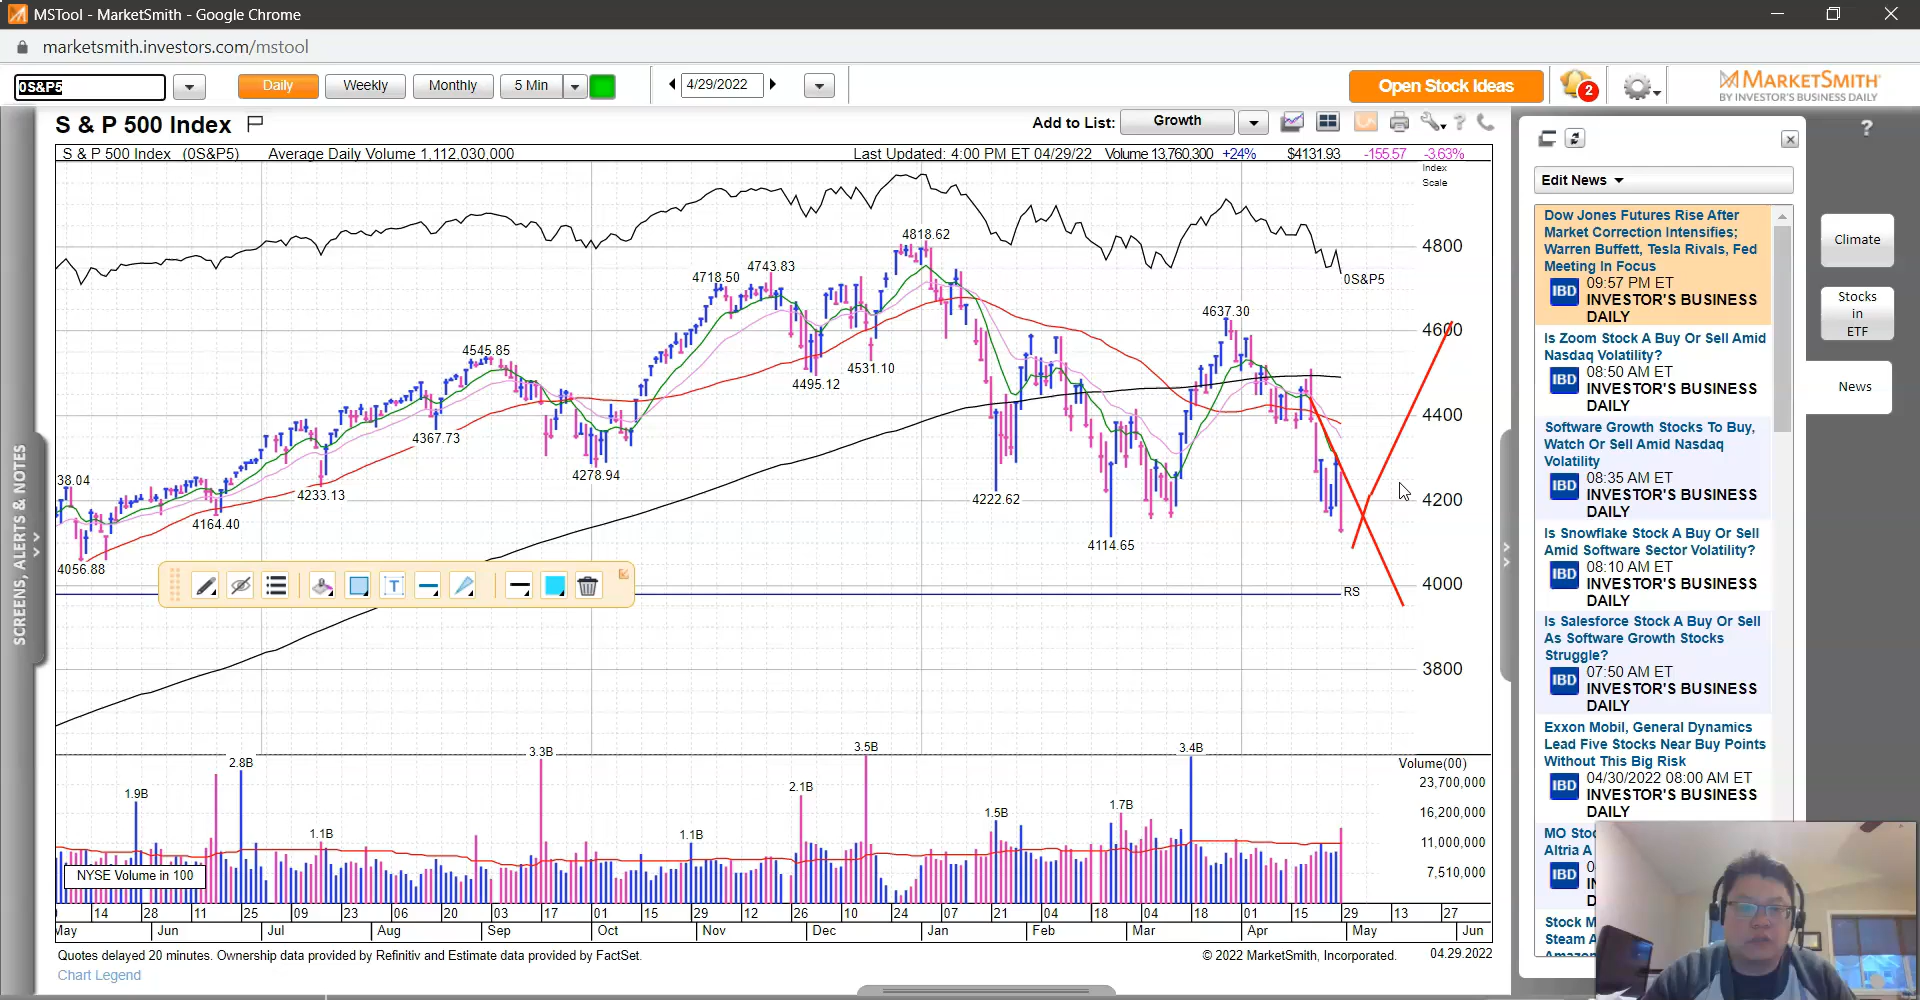 MSTool - MarketSmith - Google Chrome
marketsmith.investors.com/mstool
0S&P5
Daily
Weekly
Monthly
5 Min
4/29/2022
Open Stock Ideas
2
MARKETSMITH
BY INVESTOR'S BUSINESS DAILY
S & P 500 Index
Add to List:
Growth
?
S & P 500 Index (0S&P5) Average Daily Volume 1,112,030,000
Last Updated: 4:00 PM ET 04/29/22 Volume 13,760,300 +24% $4131.93 -155.57 -3.63%
Index
Scale
4818.62
4800
4743.83
4718.50
0S&P5
4637.30
4600
4545.85
4531.10
4495.12
4400
4367.73
4278.94
38.04
4233.13
4222.62
4200
4164.40
4114.65
4056.88
4000
T
RS
3800
3.5B
3.4B
3.3B
2.8B
Volume(00)
23,700,000
1.9B
2.1B
1.7B
1.5B
16,200,000
1.1B
1.1B
11,000,000
7,510,000
NYSE Volume in 100
14 28 11 25 09 23 06 20 03 17 01 15 29 12 26 10 24 07 21 04 18 04 18 01 15 29 13 27
May Jun Jul Aug Sep Oct Nov Dec Jan Feb Mar Apr May Jun
Quotes delayed 20 minutes. Ownership data provided by Refinitiv and Estimate data provided by FactSet.
© 2022 MarketSmith, Incorporated.
04.29.2022
Chart Legend
SCREENS, ALERTS & NOTES
?
Edit News
Dow Jones Futures Rise After
Market Correction Intensifies;
Warren Buffett, Tesla Rivals, Fed
Meeting In Focus
IBD
09:57 PM ET
INVESTOR'S BUSINESS
DAILY
Is Zoom Stock A Buy Or Sell Amid
Nasdaq Volatility?
IBD
08:50 AM ET
INVESTOR'S BUSINESS
DAILY
Software Growth Stocks To Buy,
Watch Or Sell Amid Nasdaq
Volatility
IBD
08:35 AM ET
INVESTOR'S BUSINESS
DAILY
Is Snowflake Stock A Buy Or Sell
Amid Software Sector Volatility?
IBD
08:10 AM ET
INVESTOR'S BUSINESS
DAILY
Is Salesforce Stock A Buy Or Sell
As Software Growth Stocks
Struggle?
IBD
07:50 AM ET
INVESTOR'S BUSINESS
DAILY
Exxon Mobil, General Dynamics
Lead Five Stocks Near Buy Points
Without This Big Risk
IBD
04/30/2022 08:00 AM ET
INVESTOR'S BUSINESS
DAILY
MO Sto
Altria A
IBD
Stock M
Steam A
Amazon
Climate
Stocks
in
ETF
News